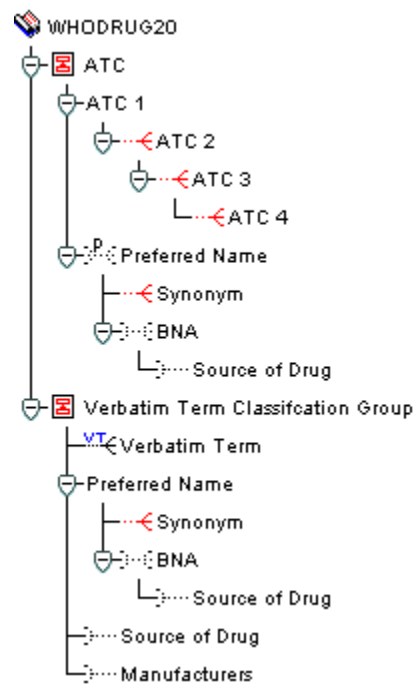 WHODRUG20
ATC
ATC 1
ATC 2
ATC 3
ATC 4
P
Preferred Name
Synonym
BNA
Source of Drug
Verbatim Term Classifcation Group
VT
Verbatim Term
Preferred Name
Synonym
BNA
Source of Drug
Source of Drug
Manufacturers